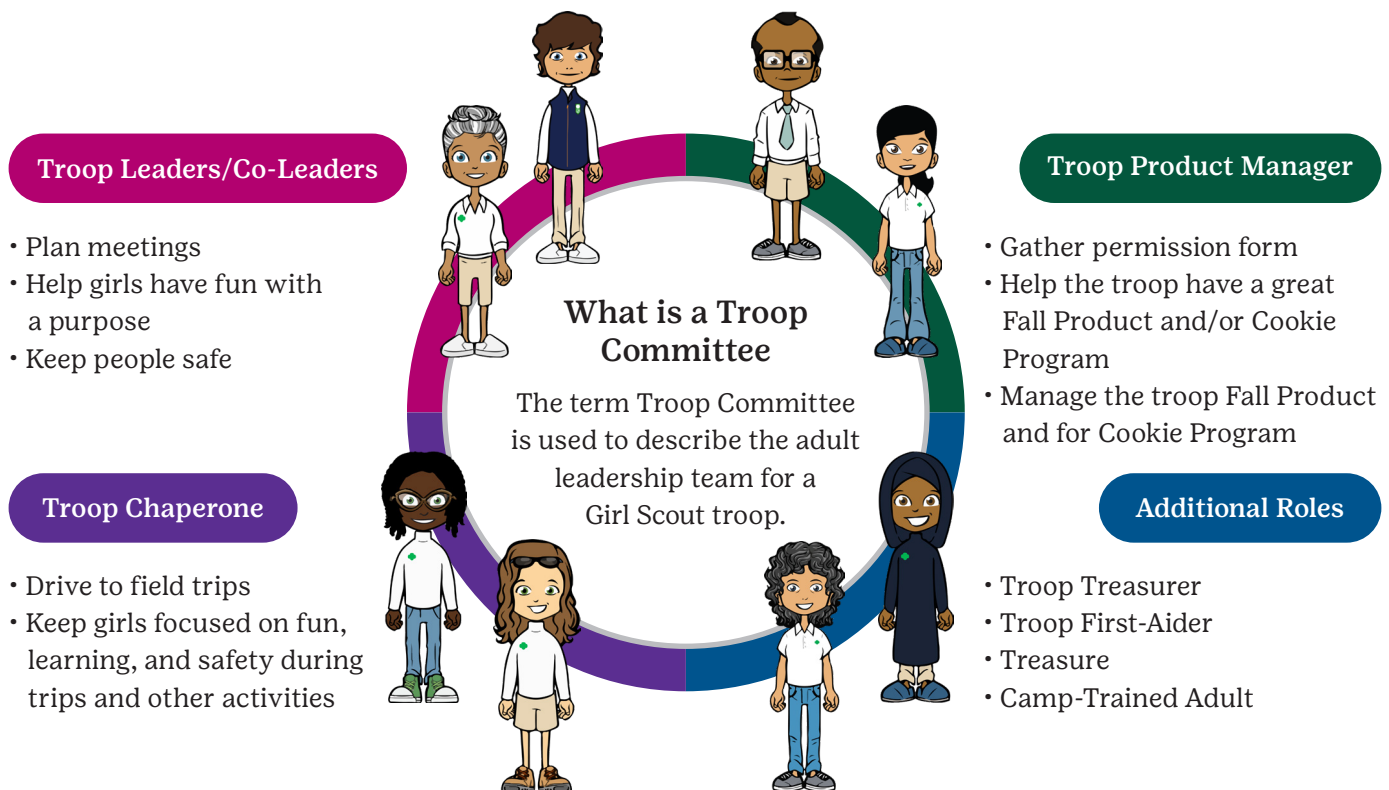 Troop Leaders/Co-Leaders
• Plan meetings
• Help girls have fun with
a purpose
• Keep people safe
Troop Product Manager
• Gather permission form
• Help the troop have a great
Fall Product and/or Cookie
Program
• Manage the troop Fall Product
and for Cookie Program
What is a Troop
Committee
The term Troop Committee
is used to describe the adult
leadership team for a
Girl Scout troop.
Troop Chaperone
• Drive to field trips
• Keep girls focused on fun,
learning, and safety during
trips and other activities
Additional Roles
• Troop Treasurer
• Troop First-Aider
• Treasure
• Camp-Trained Adult